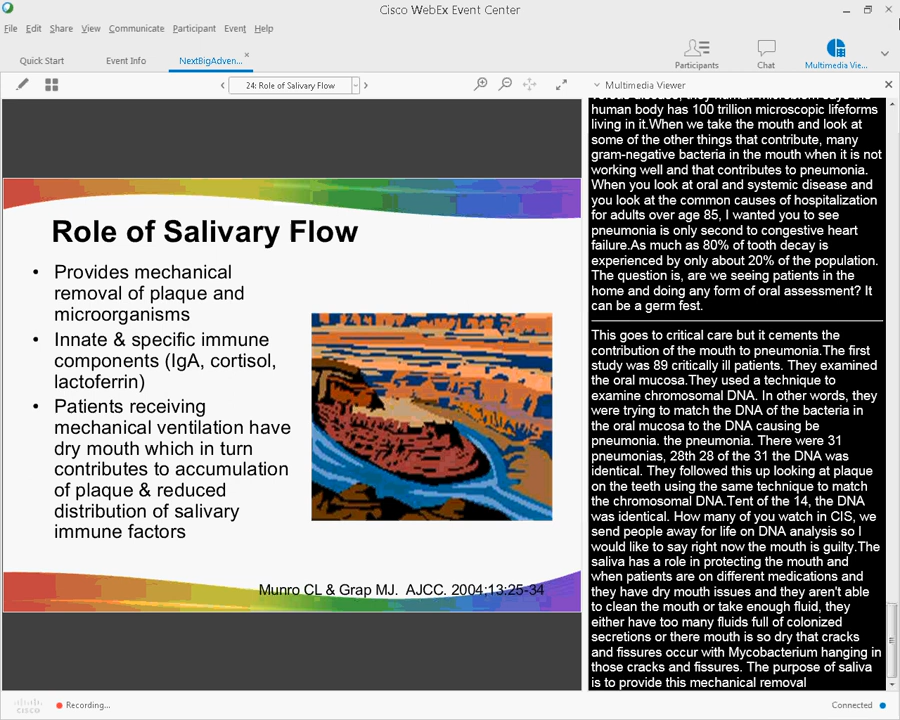 Cisco WebEx Event Center
File Edit Share View Communicate Participant Event Help
Quick Start
Event Info
NextBigAdven...
Participants
Chat
Multimedia Vie...
24: Role of Salivary Flow
Multimedia Viewer
Role of Salivary Flow
• Provides mechanical
removal of plaque and
microorganisms
• Innate & specific immune
components (IgA, cortisol,
lactoferrin)
• Patients receiving
mechanical ventilation have
dry mouth which in turn
contributes to accumulation
of plaque & reduced
distribution of salivary
immune factors
Munro CL & Grap MJ. AJCC. 2004;13:25-34
human body has 100 trillion microscopic lifeforms
living in it.When we take the mouth and look at
some of the other things that contribute, many
gram-negative bacteria in the mouth when it is not
working well and that contributes to pneumonia.
When you look at oral and systemic disease and
you look at the common causes of hospitalization
for adults over age 85, I wanted you to see
pneumonia is only second to congestive heart
failure.As much as 80% of tooth decay is
experienced by only about 20% of the population.
The question is, are we seeing patients in the
home and doing any form of oral assessment? It
can be a germ fest.
This goes to critical care but it cements the
contribution of the mouth to pneumonia.The first
study was 89 critically ill patients. They examined
the oral mucosa.They used a technique to
examine chromosomal DNA. In other words, they
were trying to match the DNA of the bacteria in
the oral mucosa to the DNA causing be
pneumonia. the pneumonia. There were 31
pneumonias, 28th 28 of the 31 the DNA was
identical. They followed this up looking at plaque
on the teeth using the same technique to match
the chromosomal DNA.Tent of the 14, the DNA
was identical. How many of you watch in CIS, we
send people away for life on DNA analysis so I
would like to say right now the mouth is guilty.The
saliva has a role in protecting the mouth and
when patients are on different medications and
they have dry mouth issues and they aren't able
to clean the mouth or take enough fluid, they
either have too many fluids full of colonized
secretions or there mouth is so dry that cracks
and fissures occur with Mycobacterium hanging in
those cracks and fissures. The purpose of saliva
is to provide this mechanical removal
cisco
Recording...
Connected